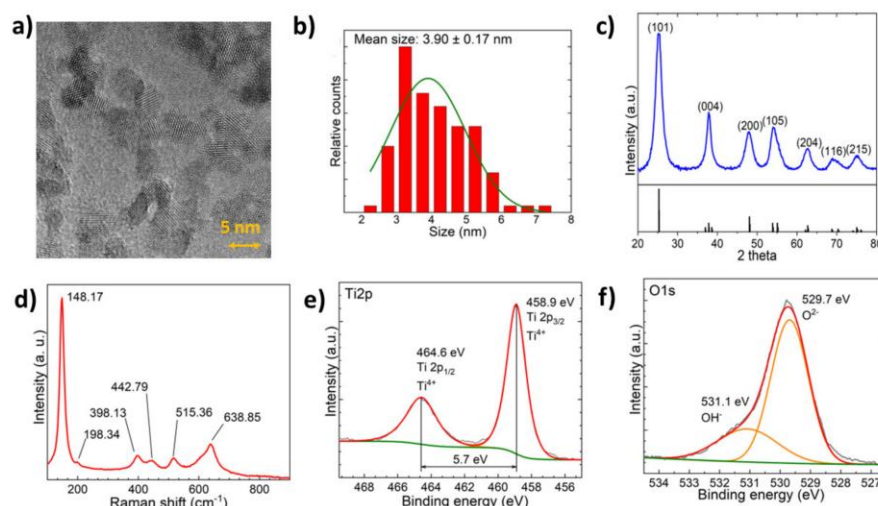 a)
5 nm
b)
Mean size: 3.90 ± 0.17 nm
Relative counts
2 3 4 5 6 7 8
Size (nm)
c)
(101)
(004)
(200)
(105)
(204)
(116)
(215)
Intensity (a.u.)
20 30 40 50 60 70 80
2 theta
d)
148.17
198.34
398.13
442.79
515.36
638.85
Intensity (a. u.)
200 400 600 800
Raman shift (cm-1)
e)
Ti2p
458.9 eV
Ti 2p3/2
Ti4+
464.6 eV
Ti 2p1/2
Ti4+
5.7 eV
Intensity (a.u.)
468 466 464 462 460 458 456
Binding energy (eV)
f)
O1s
529.7 eV
O2-
531.1 eV
OH-
Intensity (a.u.)
534 533 532 531 530 529 528 527
Binding energy (eV)